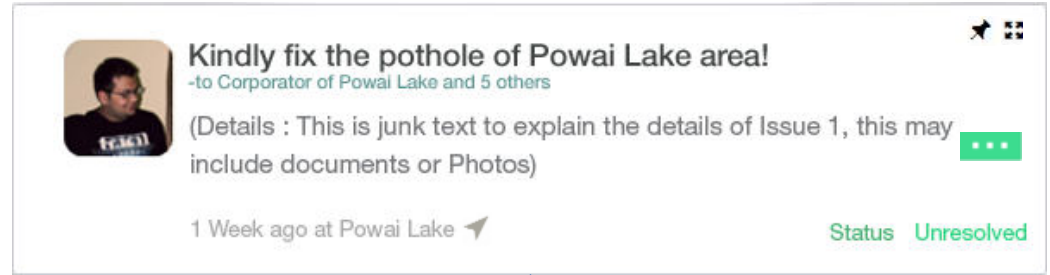 Kindly fix the pothole of Powai Lake area!
-to Corporator of Powai Lake and 5 others
(Details : This is junk text to explain the details of Issue 1, this may
include documents or Photos)
1 Week ago at Powai Lake
Status Unresolved